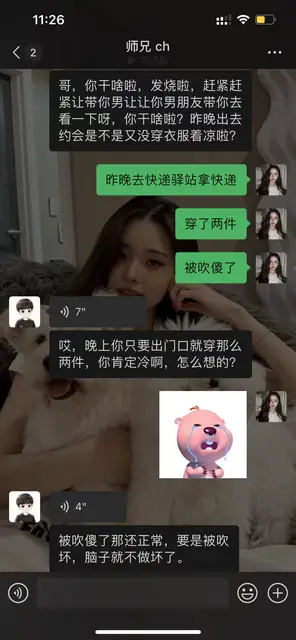 11:26
2
师兄 ch
哥，你干啥啦，发烧啦，赶紧赶
紧让带你男让让你男朋友带你去
看一下呀，你干啥啦？昨晚出去
约会是不是又没穿衣服着凉啦？
昨晚去快递驿站拿快递
穿了两件
被吹傻了
7"
哎，晚上你只要出门口就穿那么
两件，你肯定冷啊，怎么想的？
4"
被吹傻了那还正常，要是被吹
坏，脑子就不做坏了。